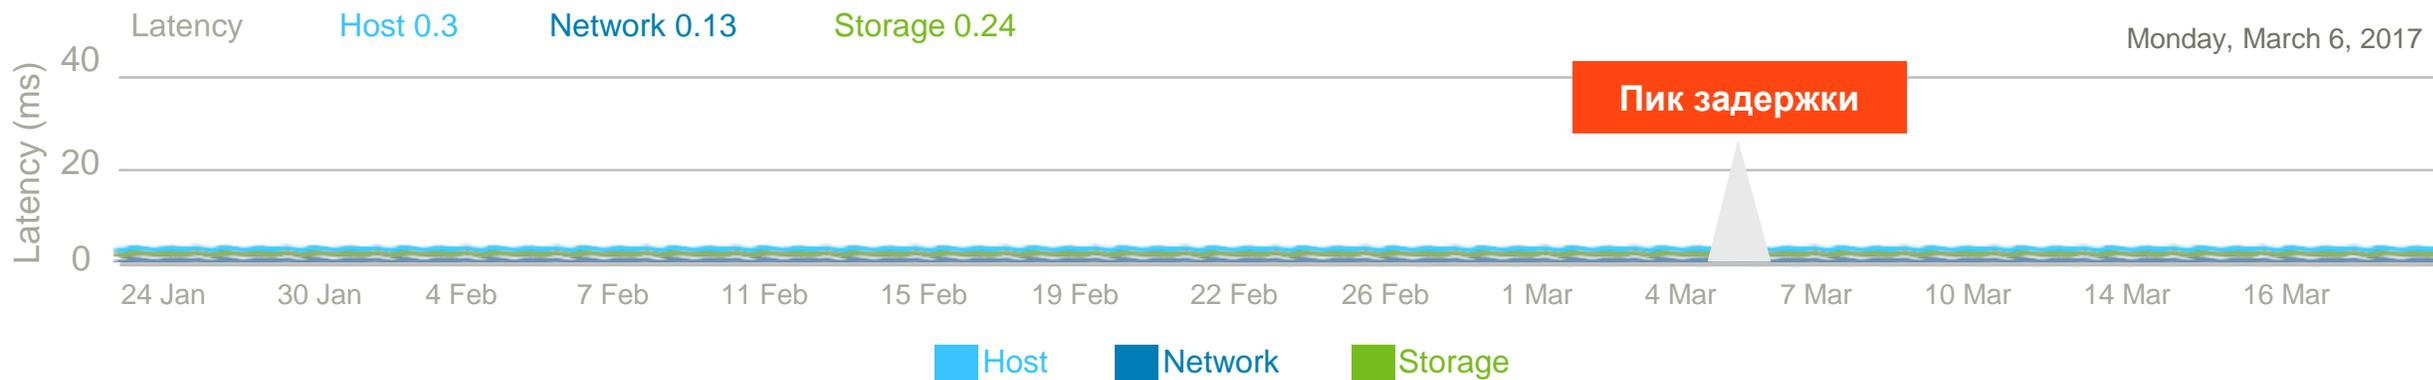 Latency Host 0.3 Network 0.13 Storage 0.24
Monday, March 6, 2017
Latency (ms)
40
Пик задержки
20
0
24 Jan 30 Jan 4 Feb 7 Feb 11 Feb 15 Feb 19 Feb 22 Feb 26 Feb 1 Mar 4 Mar 7 Mar 10 Mar 14 Mar 16 Mar
Host Network Storage